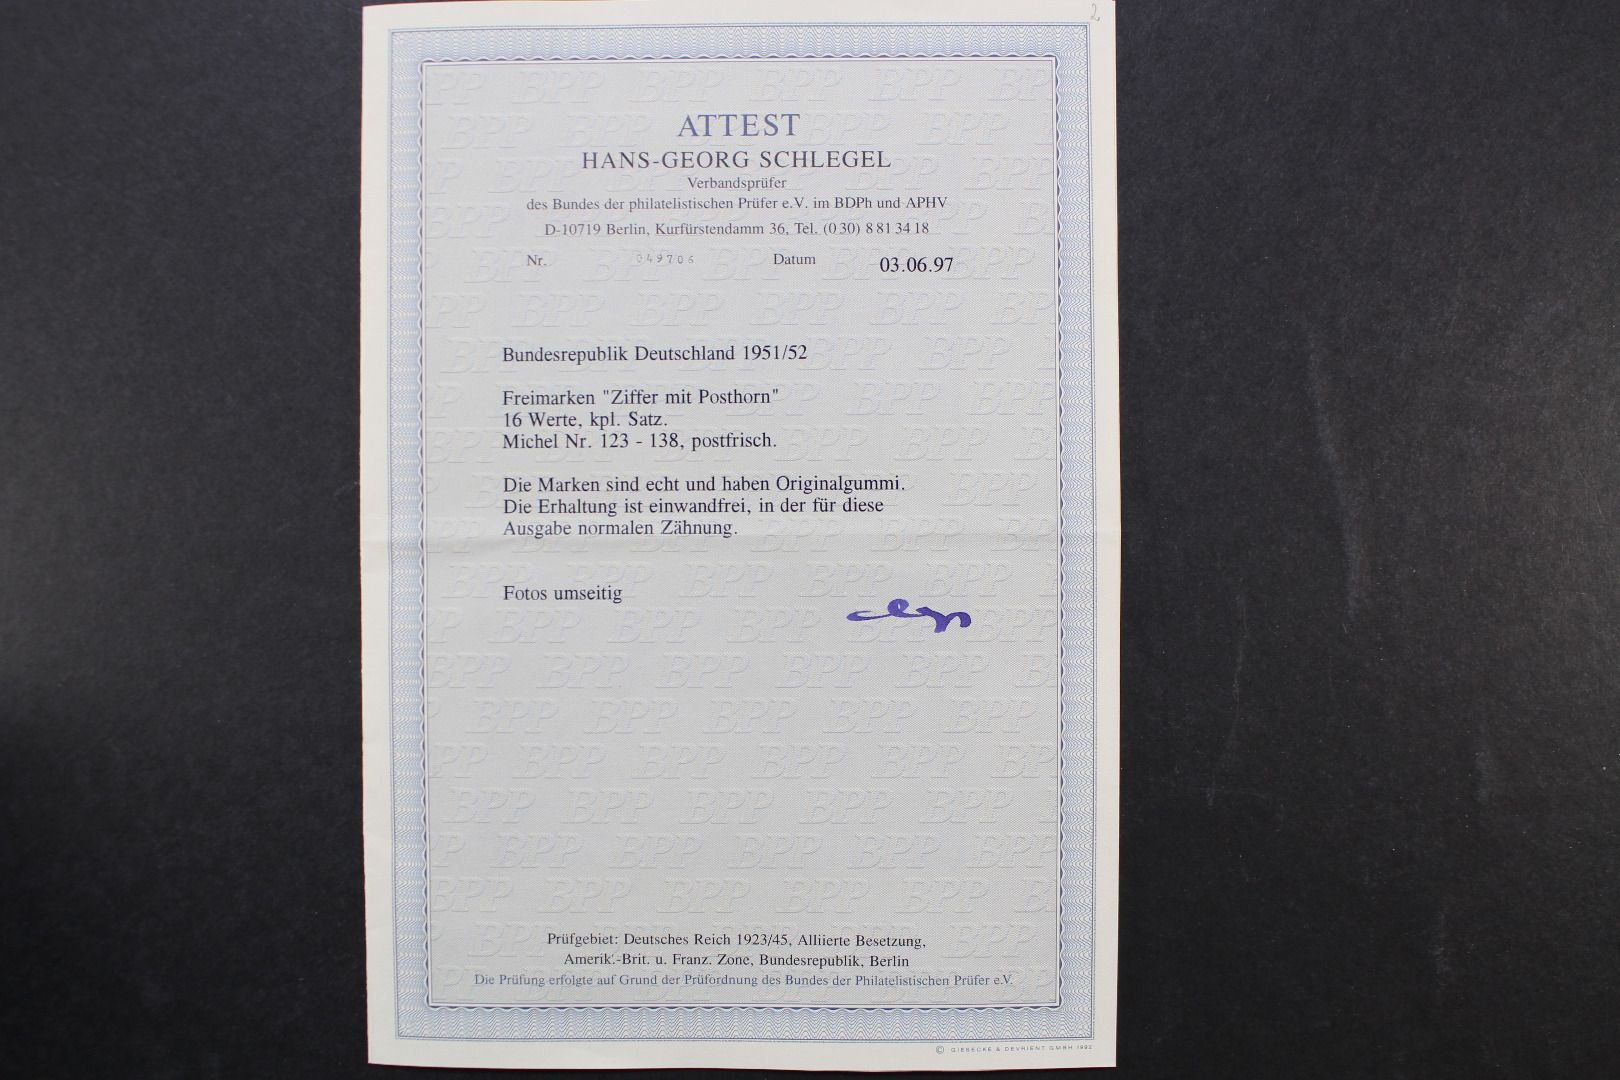 2
ATTEST
HANS-GEORG SCHLEGEL
Verbandsprüfer
des Bundes der philatelistischen Prüfer e.V. im BDPh und APHV
D-10719 Berlin, Kurfürstendamm 36, Tel. (0 30) 8 81 34 18
Nr. 049706 Datum 03.06.97
Bundesrepublik Deutschland 1951/52
Freimarken "Ziffer mit Posthorn"
16 Werte, kpl. Satz.
Michel Nr. 123 - 138, postfrisch.
Die Marken sind echt und haben Originalgummi.
Die Erhaltung ist einwandfrei, in der für diese
Ausgabe normalen Zähnung.
Fotos umseitig
Prüfgebiet: Deutsches Reich 1923/45, Alliierte Besetzung,
Amerik.-Brit. u. Franz. Zone, Bundesrepublik, Berlin
Die Prüfung erfolgte auf Grund der Prüfordnung des Bundes der Philatelistischen Prüfer e.V.
© GIESECKE & DEVRIENT GMBH 1992